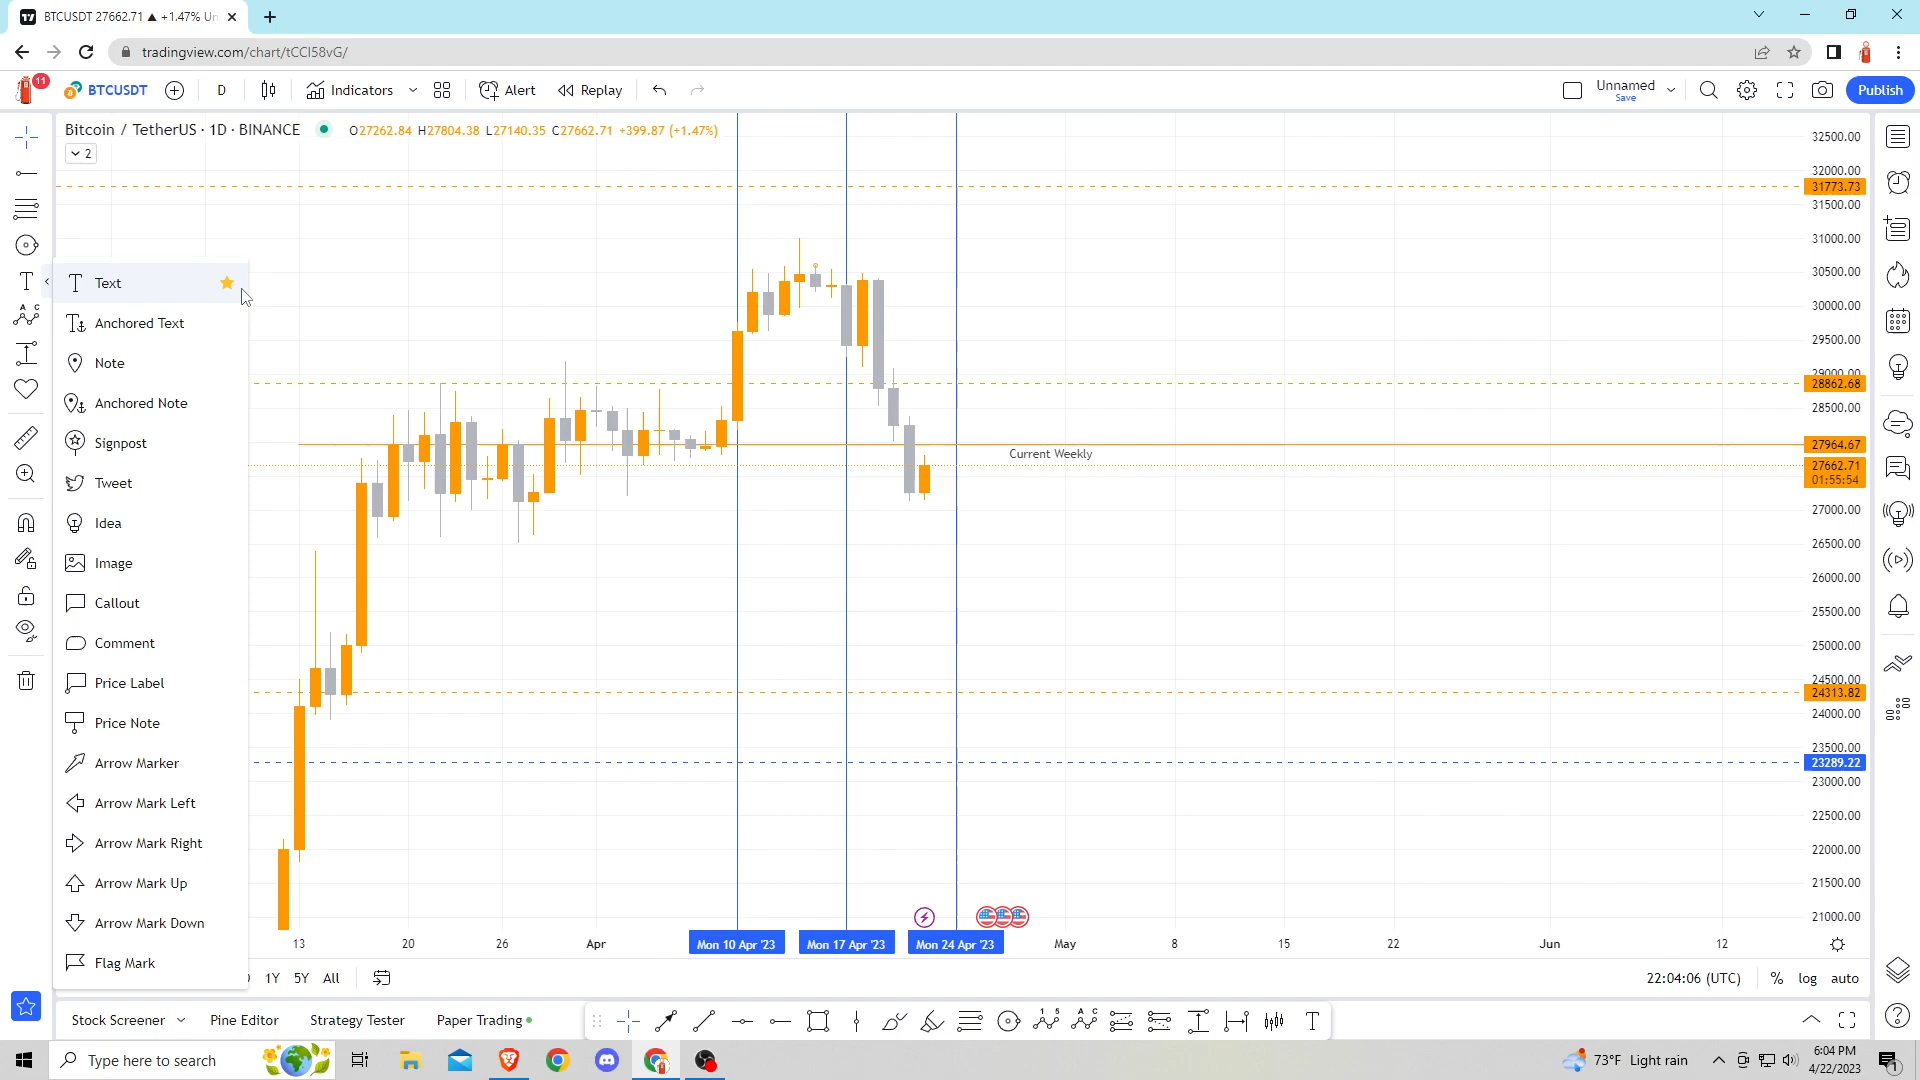 BTCUSDT 27662.71 ▲ +1.47% Un
tradingview.com/chart/tCCI58vG/
11
BTCUSDT
D
Indicators
Alert
Replay
Unnamed
Save
Publish
Bitcoin / TetherUS · 1D · BINANCE
O27262.84 H27804.38 L27140.35 C27662.71 +399.87 (+1.47%)
2
Text
Anchored Text
Note
Anchored Note
Signpost
Tweet
Idea
Image
Callout
Comment
Price Label
Price Note
Arrow Marker
Arrow Mark Left
Arrow Mark Right
Arrow Mark Up
Arrow Mark Down
Flag Mark
Current Weekly
32500.00
32000.00
31773.73
31500.00
31000.00
30500.00
30000.00
29500.00
29000.00
28862.68
28500.00
27964.67
27662.71
01:55:54
27000.00
26500.00
26000.00
25500.00
25000.00
24500.00
24313.82
24000.00
23500.00
23289.22
23000.00
22500.00
22000.00
21500.00
21000.00
13
20
26
Apr
Mon 10 Apr '23
Mon 17 Apr '23
Mon 24 Apr '23
May
8
15
22
Jun
12
1Y
5Y
All
22:04:06 (UTC)
%
log
auto
Stock Screener
Pine Editor
Strategy Tester
Paper Trading
Type here to search
73°F Light rain
6:04 PM
4/22/2023
1